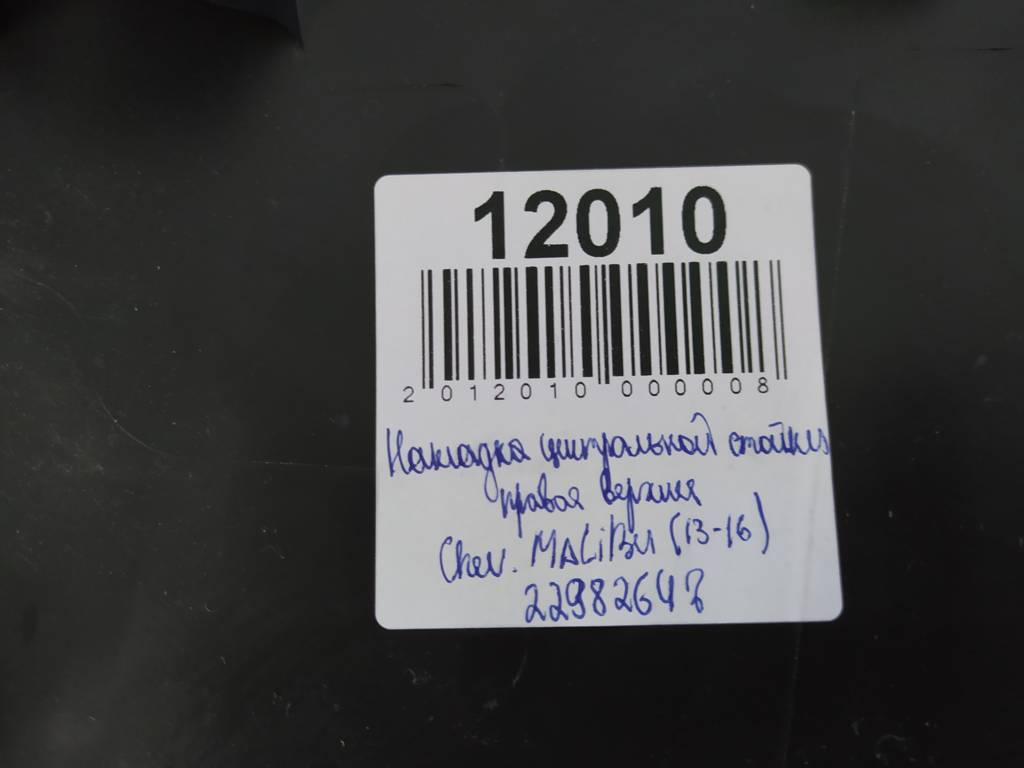 12010
2 012010 000008
Накладка центральной стойки
правая верхняя
Chev. MALiBu (13-16)
22982647